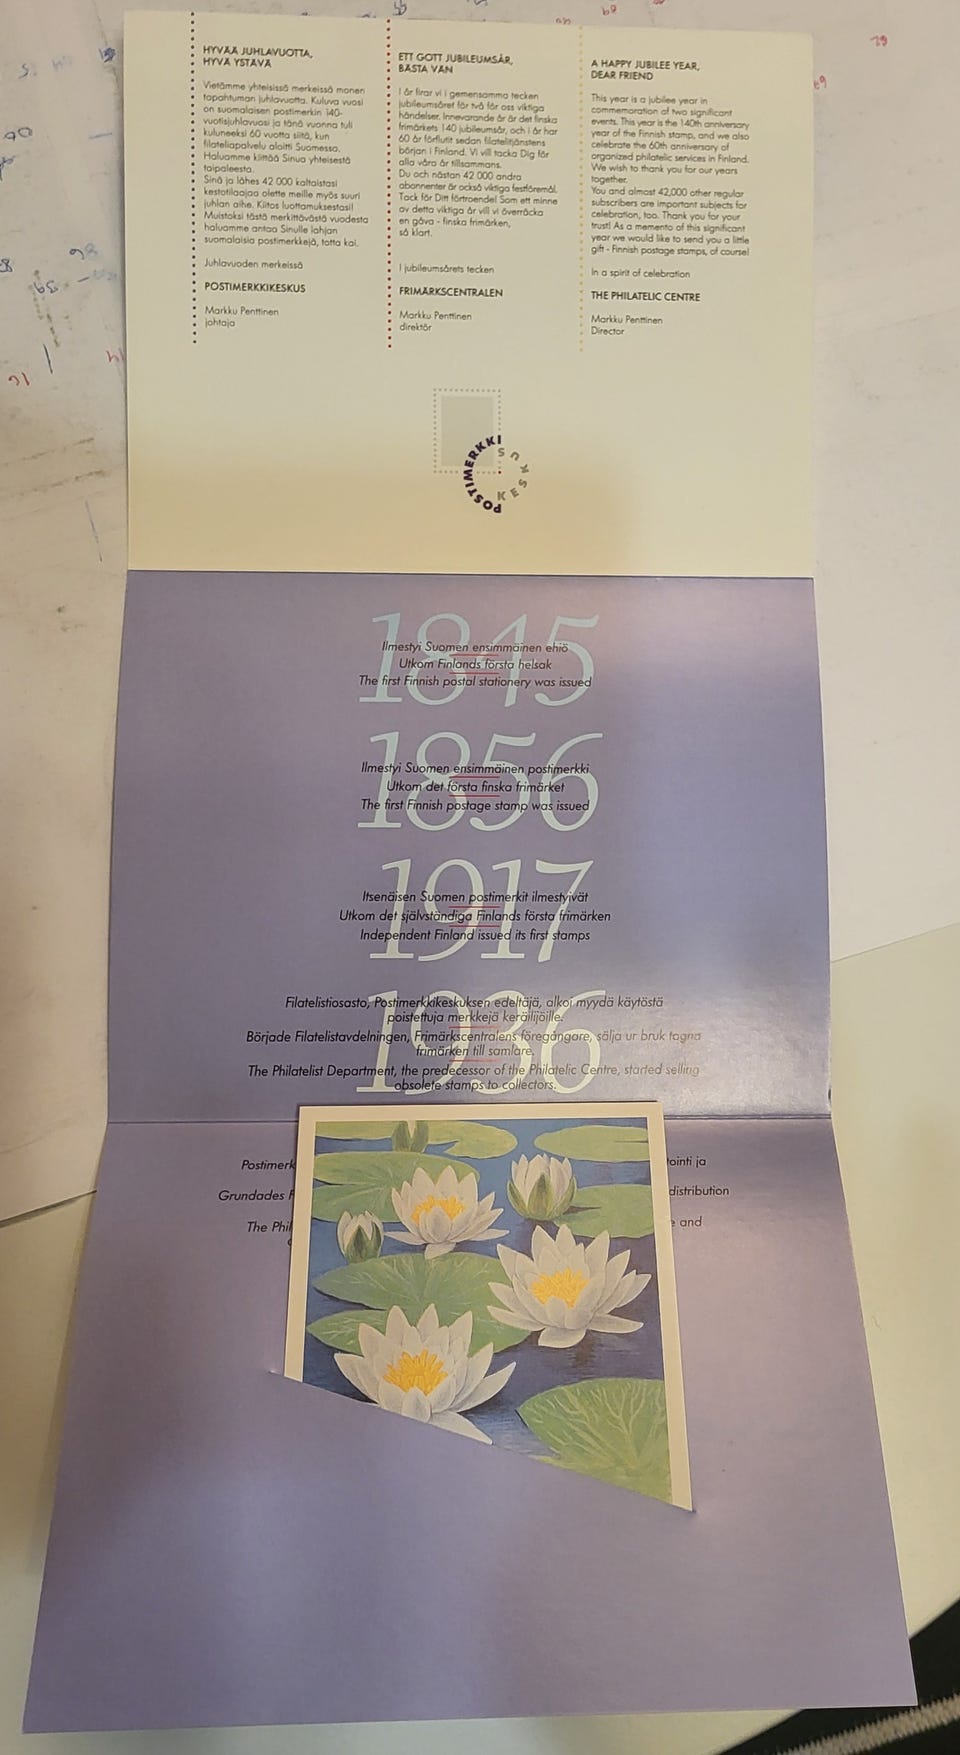 HYVÄÄ JUHLAVUOTTA,
HYVÄ YSTÄVÄ
Vietämme yhteisissä merkeissä monen
tapahtuman juhlavuotta. Kuluva vuosi
on suomalaisen postimerkin 140-
vuotisjuhlavuosi ja tänä vuonna tuli
kuluneeksi 60 vuotta siitä, kun
filateliapalvelu aloitti Suomessa.
Haluamme kiittää Sinua yhteisestä
taipaleesta.
Sinä ja lähes 42 000 kaltaistasi
kestotilaajaa olette meille myös suuri
juhlan aihe. Kiitos luottamuksestasi!
Muistoksi tästä merkittävästä vuodesta
haluamme antaa Sinulle lahjan
suomalaisia postimerkkejä, totta kai.
Juhlavuoden merkeissä
POSTIMERKKIKESKUS
Markku Penttinen
johtaja
ETT GOTT JUBILEUMSÅR,
BÄSTA VÄN
I år firar vi i gemensamma tecken
jubileumsåret för två för oss viktiga
händelser. Innevarande år är det finska
frimärkets 140 jubileumsår, och i år har
60 år förflutit sedan filatelitjänstens
början i Finland. Vi vill tacka Dig för
alla våra år tillsammans.
Du och nästan 42 000 andra
abonnenter är också viktiga festföremål.
Tack för Ditt förtroende! Som ett minne
av detta viktiga år vill vi överräcka
en gåva - finska frimärken,
så klart.
I jubileumsårets tecken
FRIMÄRKSCENTRALEN
Markku Penttinen
direktör
A HAPPY JUBILEE YEAR,
DEAR FRIEND
This year is a jubilee year in
commemoration of two significant
events. This year is the 140th anniversary
year of the Finnish stamp, and we also
celebrate the 60th anniversary of
organized philatelic services in Finland.
We wish to thank you for our years
together.
You and almost 42,000 other regular
subscribers are important subjects for
celebration, too. Thank you for your
trust! As a memento of this significant
year we would like to send you a little
gift - Finnish postage stamps, of course!
In a spirit of celebration
THE PHILATELIC CENTRE
Markku Penttinen
Director
POSTIMERKKI
KESKUS
1845
Ilmestyi Suomen ensimmäinen ehiö
Utkom Finlands första helsak
The first Finnish postal stationery was issued
1856
Ilmestyi Suomen ensimmäinen postimerkki
Utkom det första finska frimärket
The first Finnish postage stamp was issued
1917
Itsenäisen Suomen postimerkit ilmestyivät
Utkom det självständiga Finlands första frimärken
Independent Finland issued its first stamps
1936
Filatelistiosasto, Postimerkkikeskuksen edeltäjä, alkoi myydä käytöstä
poistettuja merkkejä keräilijöille.
Började Filatelistavdelningen, Frimärkscentralens föregångare, sälja ur bruk tagna
frimärken till samlare.
The Philatelist Department, the predecessor of the Philatelic Centre, started selling
obsolete stamps to collectors.
Postimerk ointi ja
Grundades F distribution
The Phil and